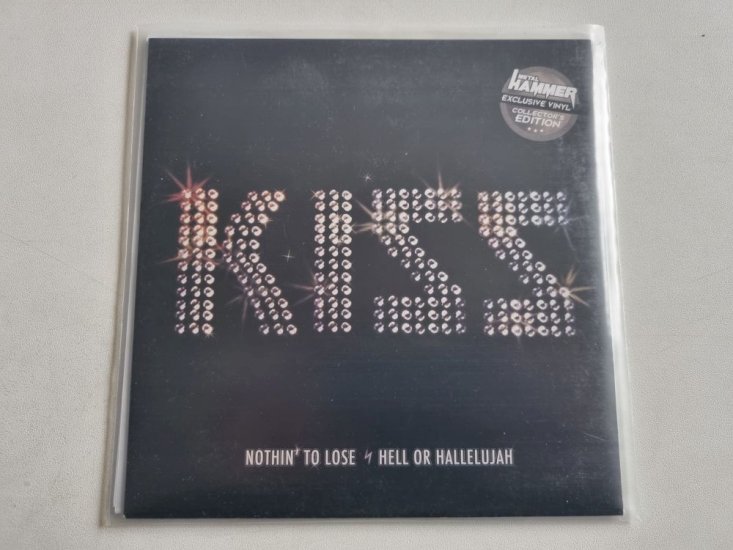 METAL
HAMMER
EXCLUSIVE VINYL
COLLECTOR'S
EDITION
KISS
NOTHIN' TO LOSE HELL OR HALLELUJAH